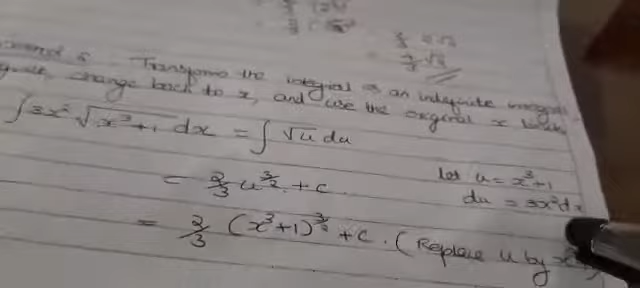 Transform the integral as an indefinite integral
change back to x, and use the original x
∫3x²√(x³+1) dx = ∫√u du
let u = x³+1
= 2/3 u^(3/2) + c
du = 3x²dx
= 2/3 (x³+1)^(3/2) + c. (Replace u by